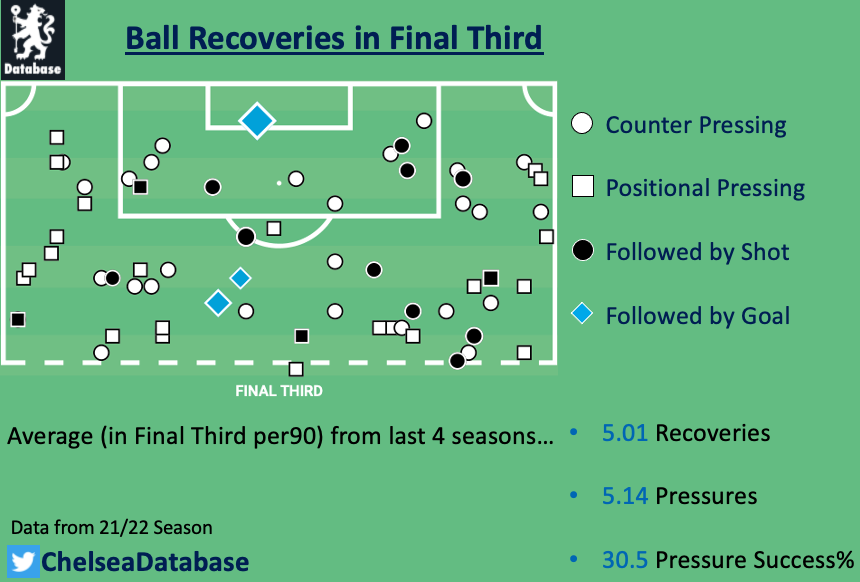 Database
Ball Recoveries in Final Third
Counter Pressing
Positional Pressing
Followed by Shot
Followed by Goal
FINAL THIRD
Average (in Final Third per90) from last 4 seasons...
• 5.01 Recoveries
• 5.14 Pressures
• 30.5 Pressure Success%
Data from 21/22 Season
ChelseaDatabase